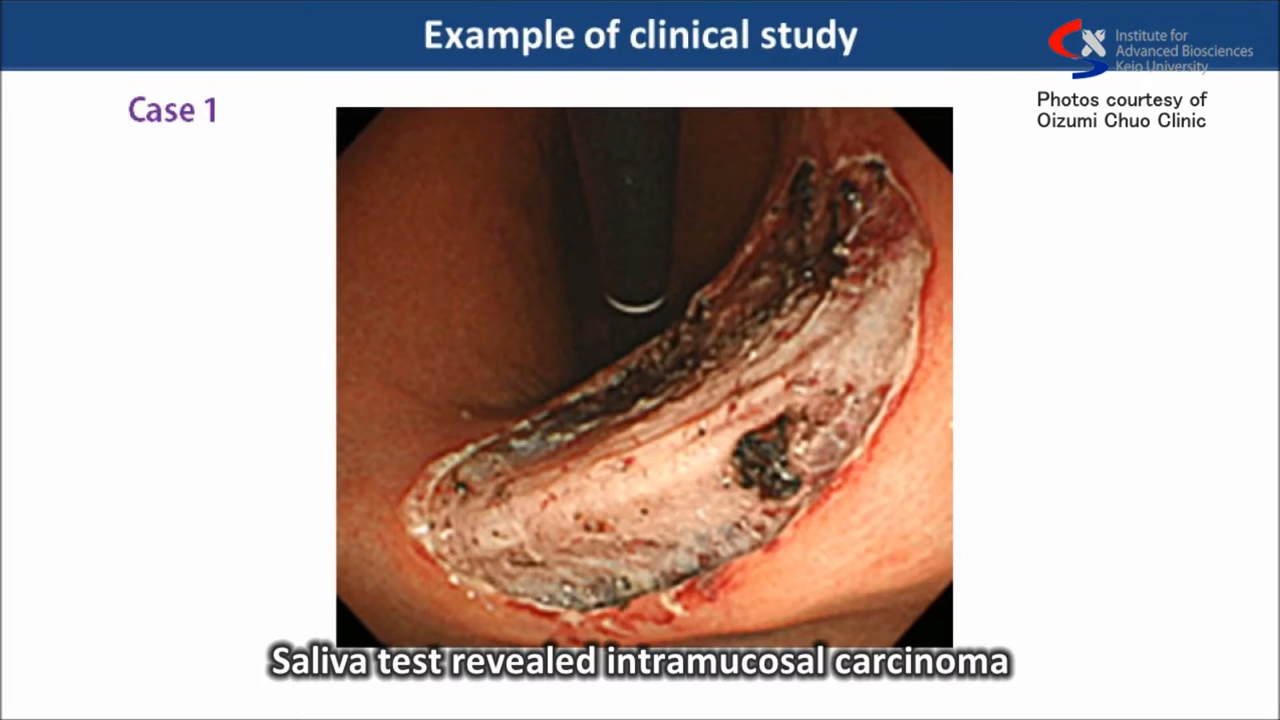 Example of clinical study
Institute for
Advanced Biosciences
Keio University
Case 1
Photos courtesy of
Oizumi Chuo Clinic
Saliva test revealed intramucosal carcinoma